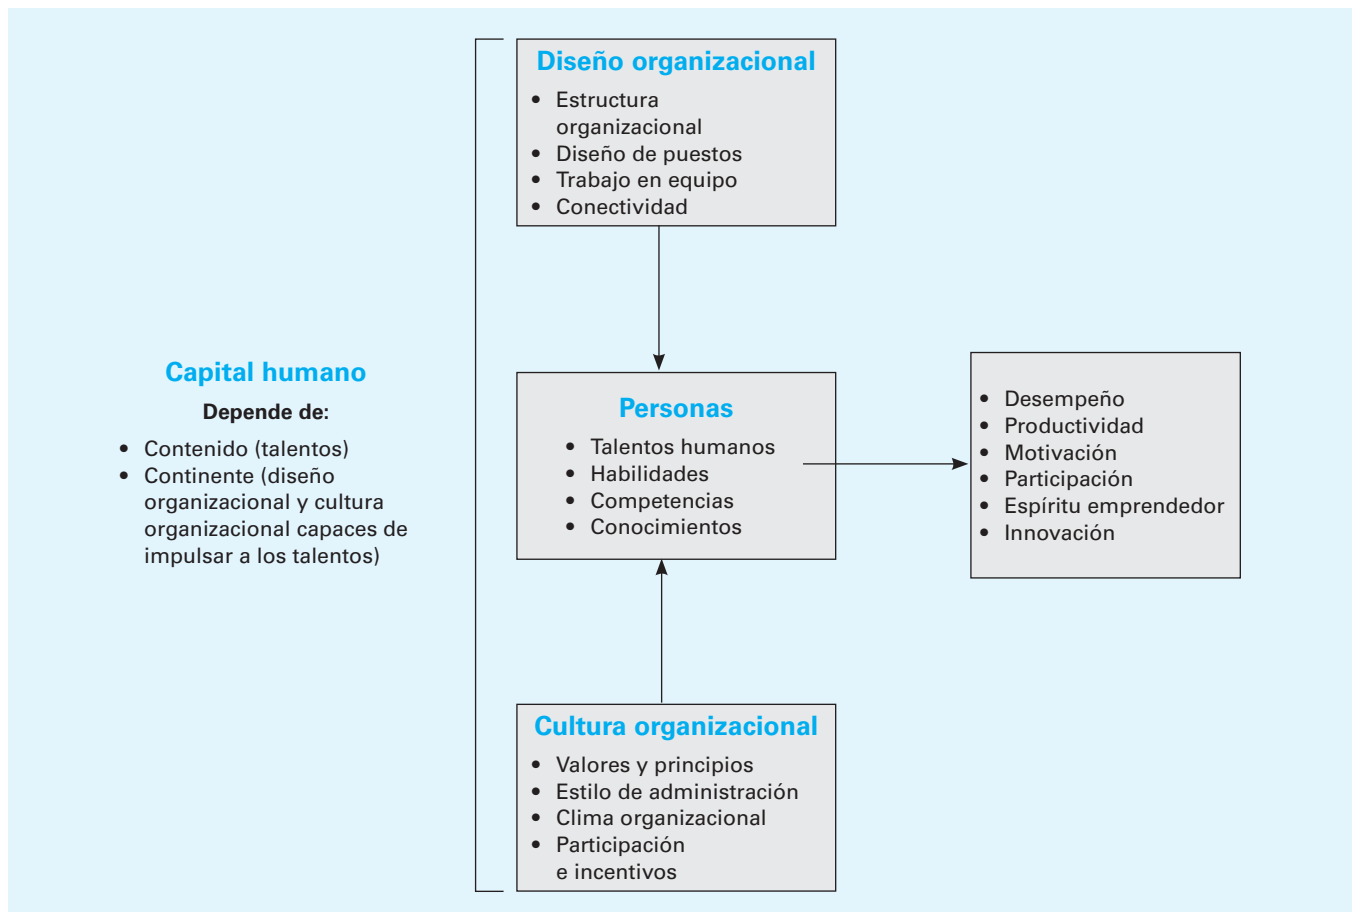 Diseño organizacional
• Estructura
organizacional
• Diseño de puestos
• Trabajo en equipo
• Conectividad
Capital humano
Depende de:
• Contenido (talentos)
• Continente (diseño
organizacional y cultura
organizacional capaces de
impulsar a los talentos)
Personas
• Talentos humanos
• Habilidades
• Competencias
• Conocimientos
• Desempeño
• Productividad
• Motivación
• Participación
• Espíritu emprendedor
• Innovación
Cultura organizacional
• Valores y principios
• Estilo de administración
• Clima organizacional
• Participación
e incentivos